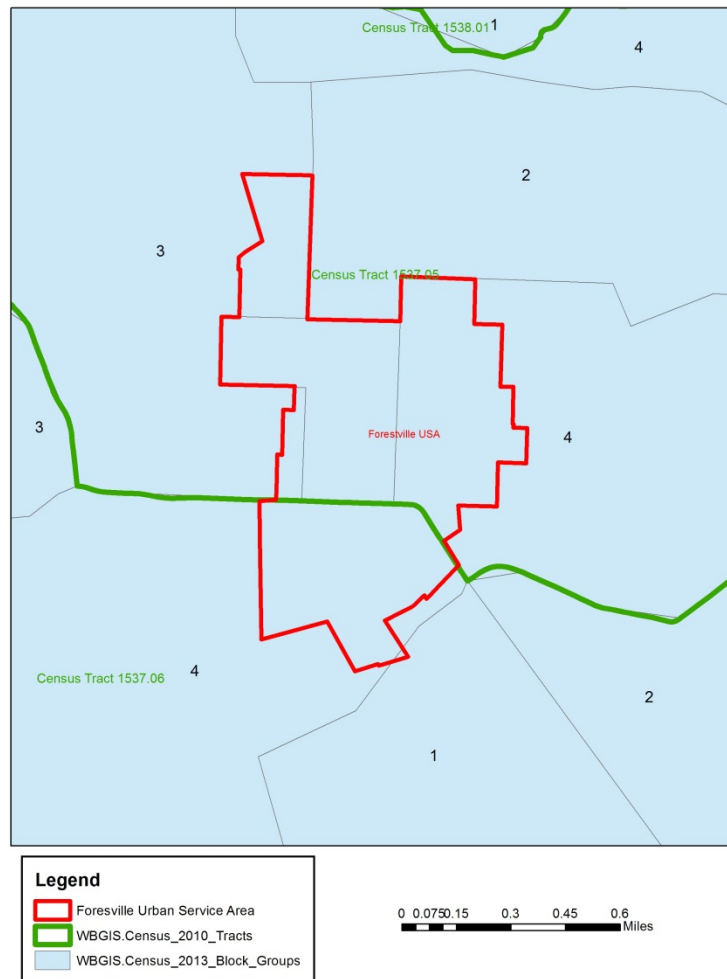 1
Census Tract 1538.01
4
2
3
Census Tract 1537.05
3
Forestville USA
4
4
Census Tract 1537.06
2
1
Legend
Foresville Urban Service Area
WBGIS.Census_2010_Tracts
WBGIS.Census_2013_Block_Groups
0 0.075 0.15 0.3 0.45 0.6
Miles